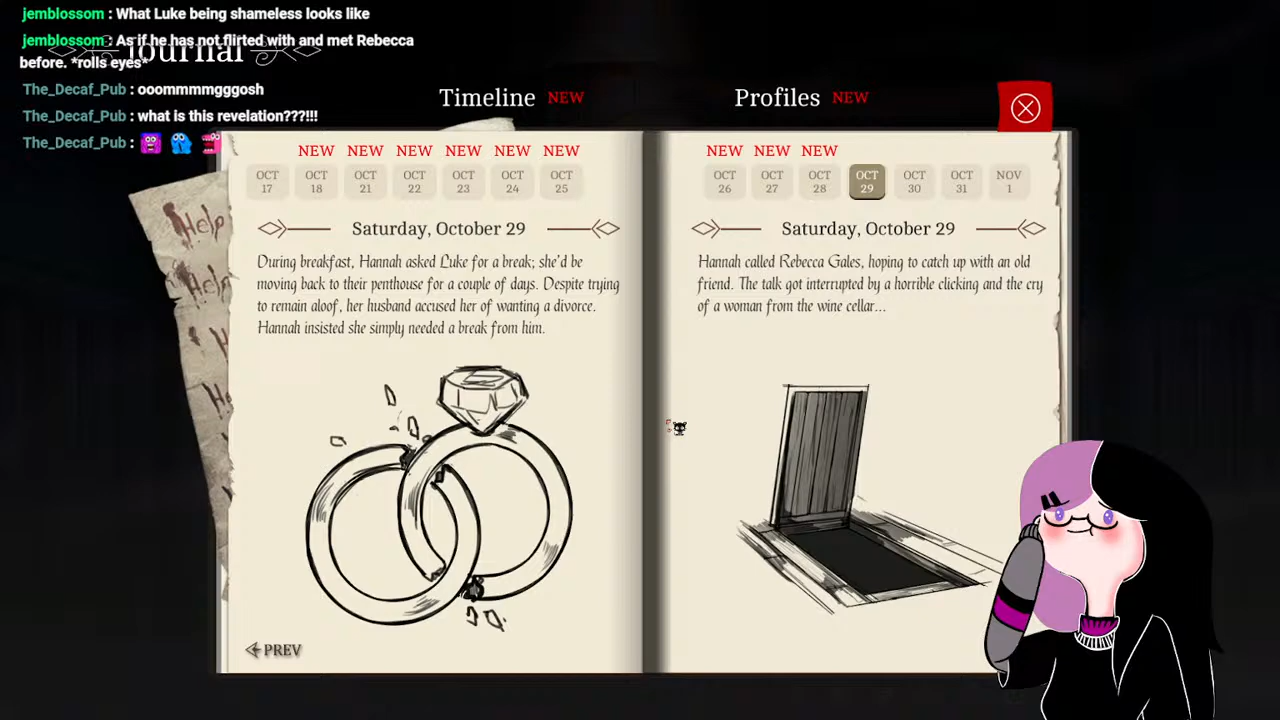 jemblossom : What Luke being shameless looks like
jemblossom : As if he has not flirted with and met Rebecca
before. *rolls eyes*
Journal
The_Decaf_Pub : ooommmmgggosh
The_Decaf_Pub : what is this revelation???!!!
The_Decaf_Pub :
Timeline NEW
Profiles NEW
NEW NEW NEW NEW NEW NEW
OCT 17 OCT 18 OCT 21 OCT 22 OCT 23 OCT 24 OCT 25
NEW NEW NEW
OCT 26 OCT 27 OCT 28 OCT 29 OCT 30 OCT 31 NOV 1
Saturday, October 29
During breakfast, Hannah asked Luke for a break; she'd be
moving back to their penthouse for a couple of days. Despite trying
to remain aloof, her husband accused her of wanting a divorce.
Hannah insisted she simply needed a break from him.
PREV
Saturday, October 29
Hannah called Rebecca Gales, hoping to catch up with an old
friend. The talk got interrupted by a horrible clicking and the cry
of a woman from the wine cellar...
Help
Help